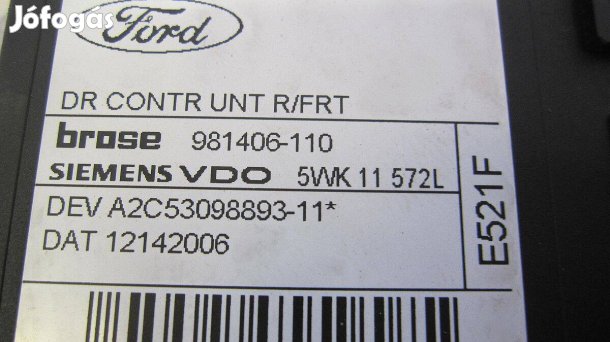 Jófogás
Ford
DR CONTR UNT R/FRT
brose 981406-110
SIEMENS VDO 5WK 11 572L
DEV A2C53098893-11*
DAT 12142006
E521F